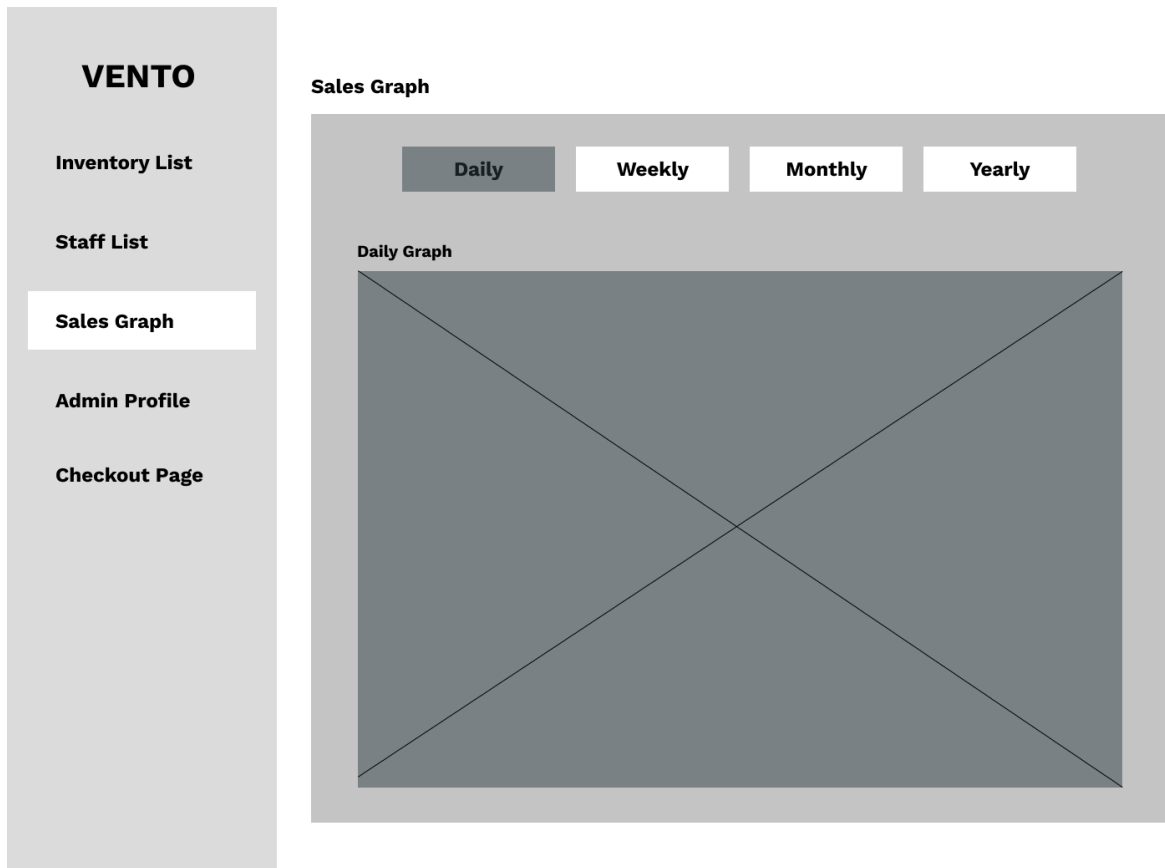 VENTO
Inventory List
Staff List
Sales Graph
Admin Profile
Checkout Page
Sales Graph
Daily
Weekly
Monthly
Yearly
Daily Graph